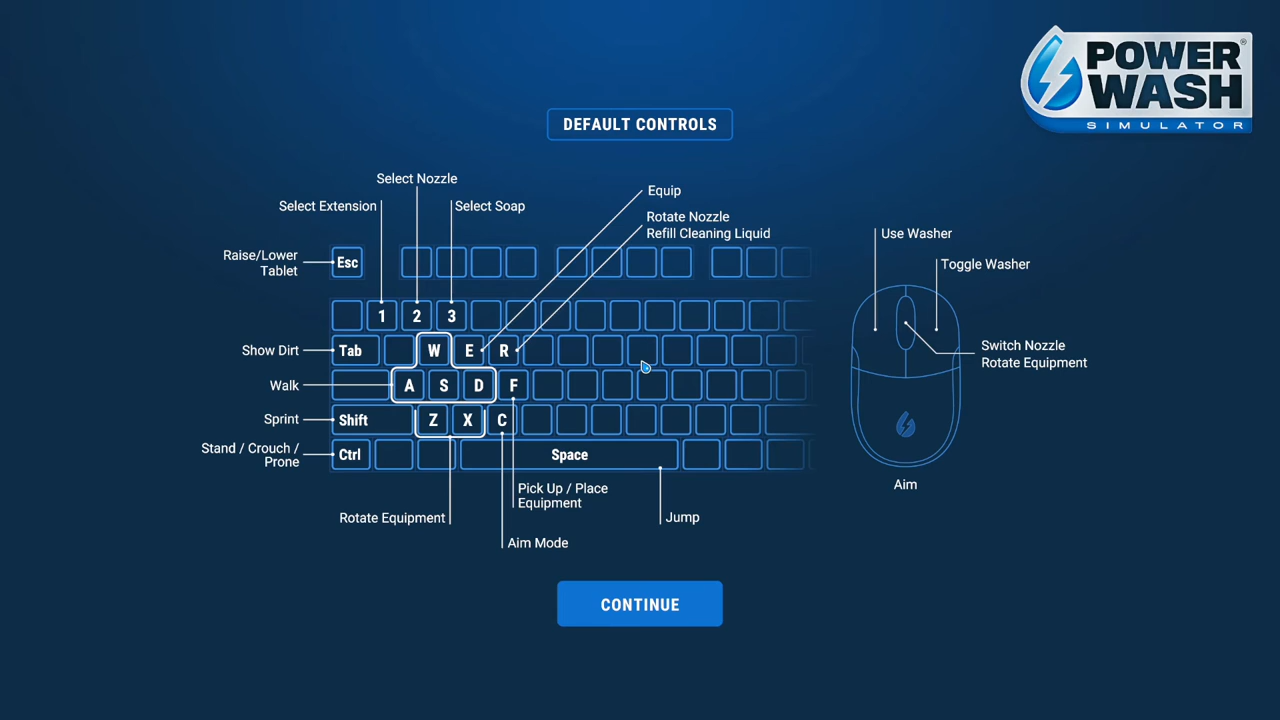 POWER
WASH
SIMULATOR
DEFAULT CONTROLS
Select Nozzle
Select Extension
Select Soap
Equip
Rotate Nozzle
Refill Cleaning Liquid
Raise/Lower
Tablet
Esc
1 2 3
Show Dirt
Tab W E R
Walk
A S D F
Sprint
Shift Z X C
Stand / Crouch /
Prone
Ctrl Space
Pick Up / Place
Equipment
Rotate Equipment
Jump
Aim Mode
Use Washer
Toggle Washer
Switch Nozzle
Rotate Equipment
Aim
CONTINUE